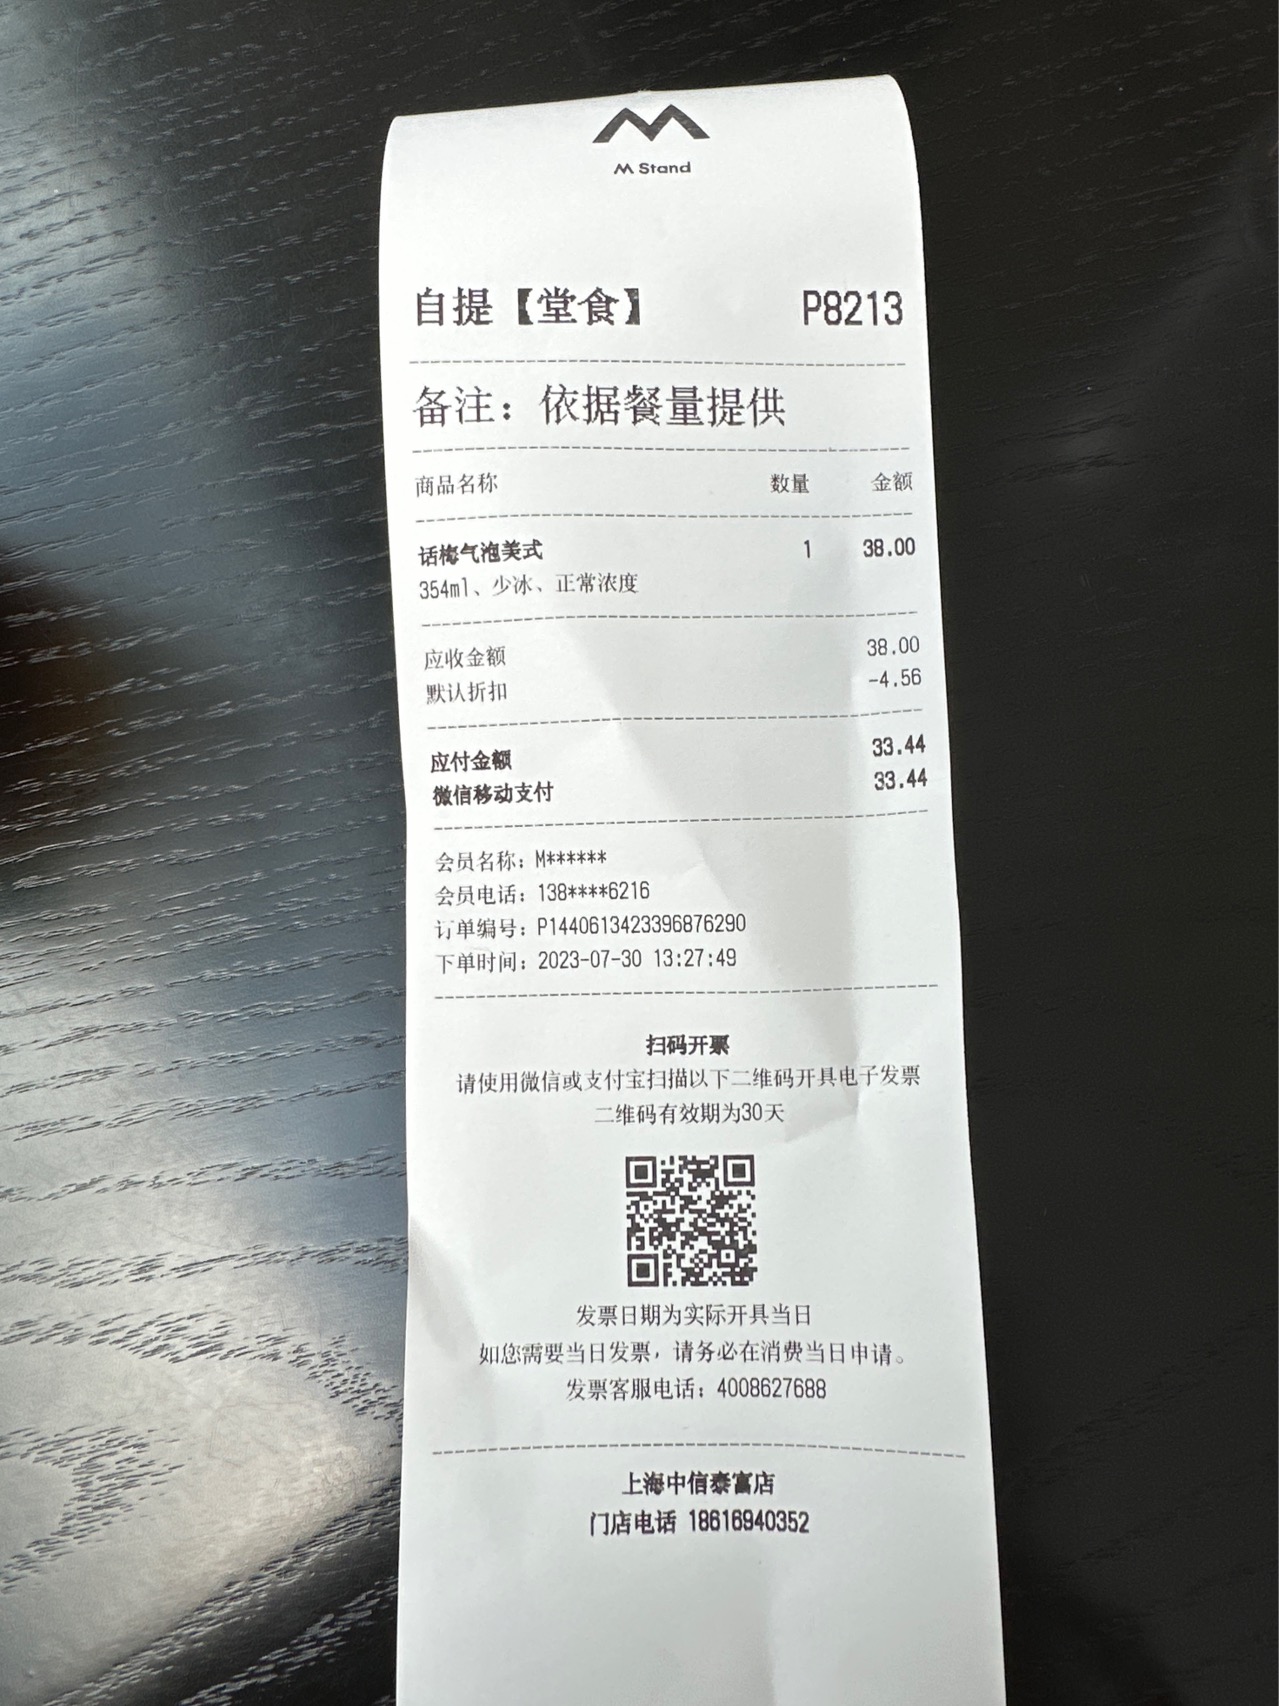 M Stand
自提【堂食】 P8213
备注：依据餐量提供
商品名称 数量 金额
话梅气泡美式 1 38.00
354ml、少冰、正常浓度
应收金额 38.00
默认折扣 -4.56
应付金额 33.44
微信移动支付 33.44
会员名称：M******
会员电话：138****6216
订单编号：P1440613423396876290
下单时间：2023-07-30 13:27:49
扫码开票
请使用微信或支付宝扫描以下二维码开具电子发票
二维码有效期为30天
发票日期为实际开具当日
如您需要当日发票，请务必在消费当日申请。
发票客服电话：4008627688
上海中信泰富店
门店电话 18616940352